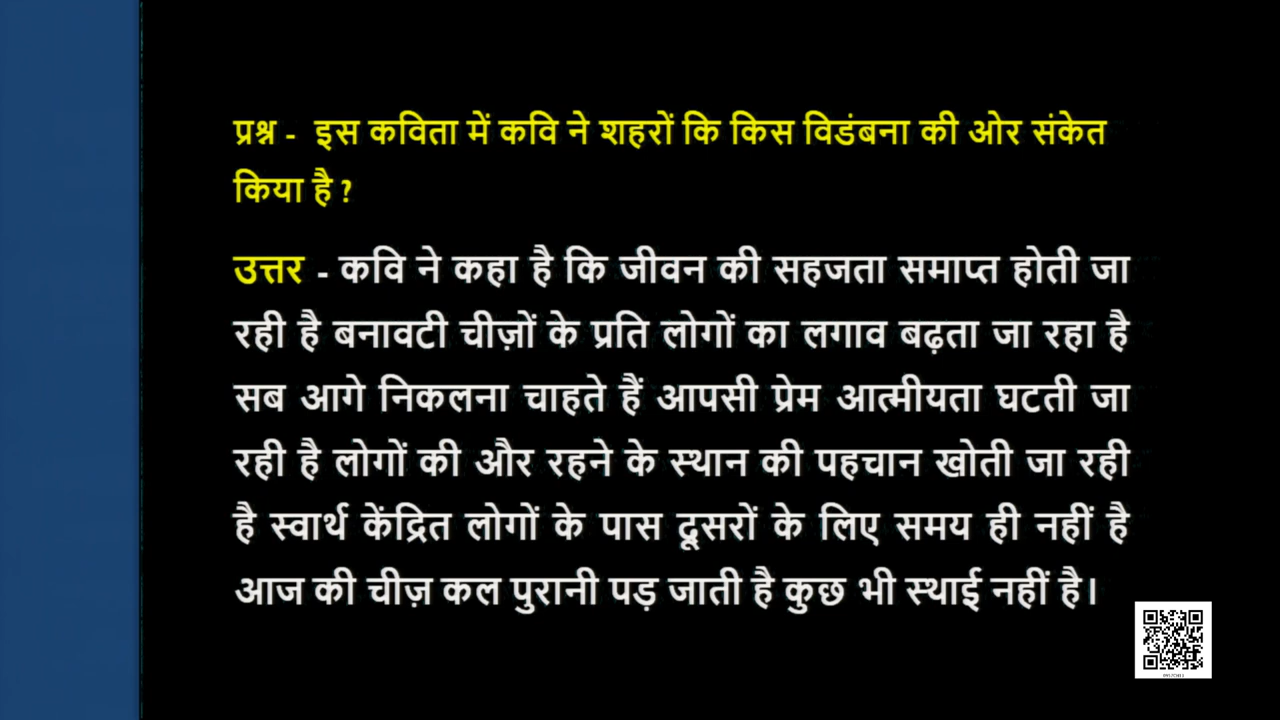 प्रश्न - इस कविता में कवि ने शहरों कि किस विडंबना की ओर संकेत
किया है ?
उत्तर - कवि ने कहा है कि जीवन की सहजता समाप्त होती जा
रही है बनावटी चीज़ों के प्रति लोगों का लगाव बढ़ता जा रहा है
सब आगे निकलना चाहते हैं आपसी प्रेम आत्मीयता घटती जा
रही है लोगों की और रहने के स्थान की पहचान खोती जा रही
है स्वार्थ केंद्रित लोगों के पास दूसरों के लिए समय ही नहीं है
आज की चीज़ कल पुरानी पड़ जाती है कुछ भी स्थाई नहीं है।